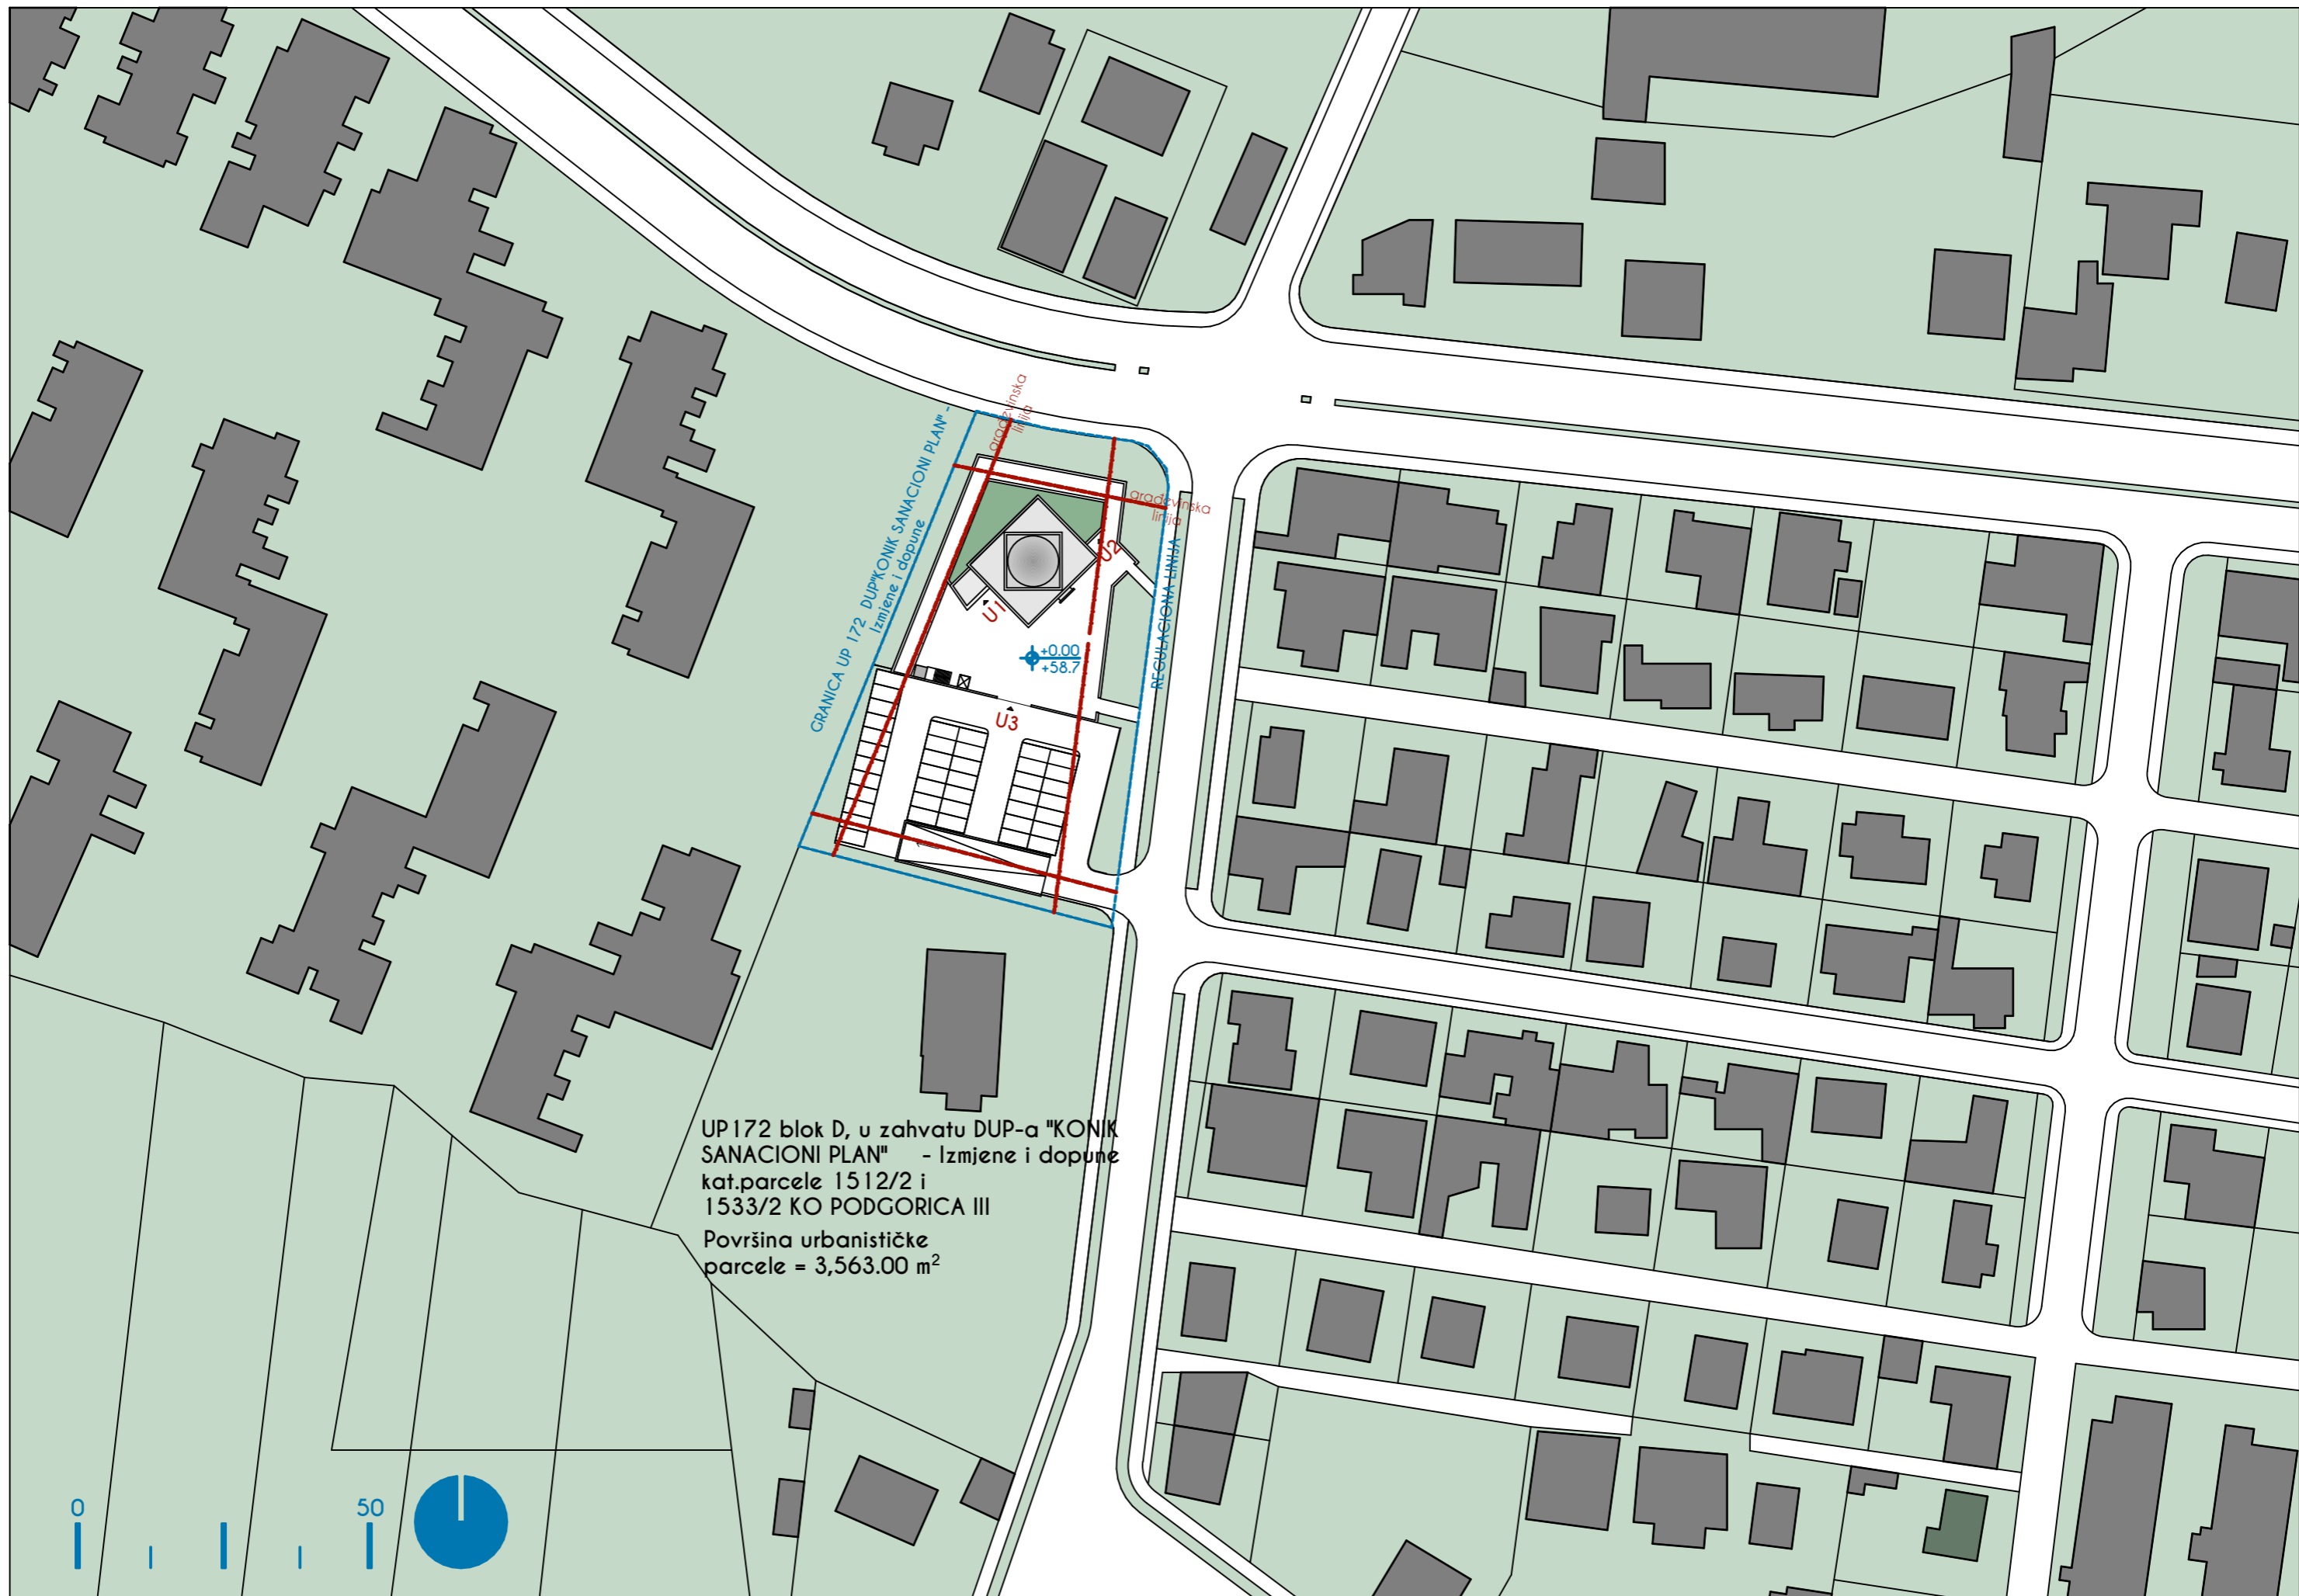 građevinska
linija
građevinska
linija
GRANICA UP 172 DUP"KONIK SANACIONI PLAN" -
Izmjene i dopune
REGULACIONA LINIJA
U2
U1
+0.00
+58.7
U3
UP172 blok D, u zahvatu DUP-a "KONIK
SANACIONI PLAN" - Izmjene i dopune
kat.parcele 1512/2 i
1533/2 KO PODGORICA III
Površina urbanističke
parcele = 3,563.00 m²
0
50